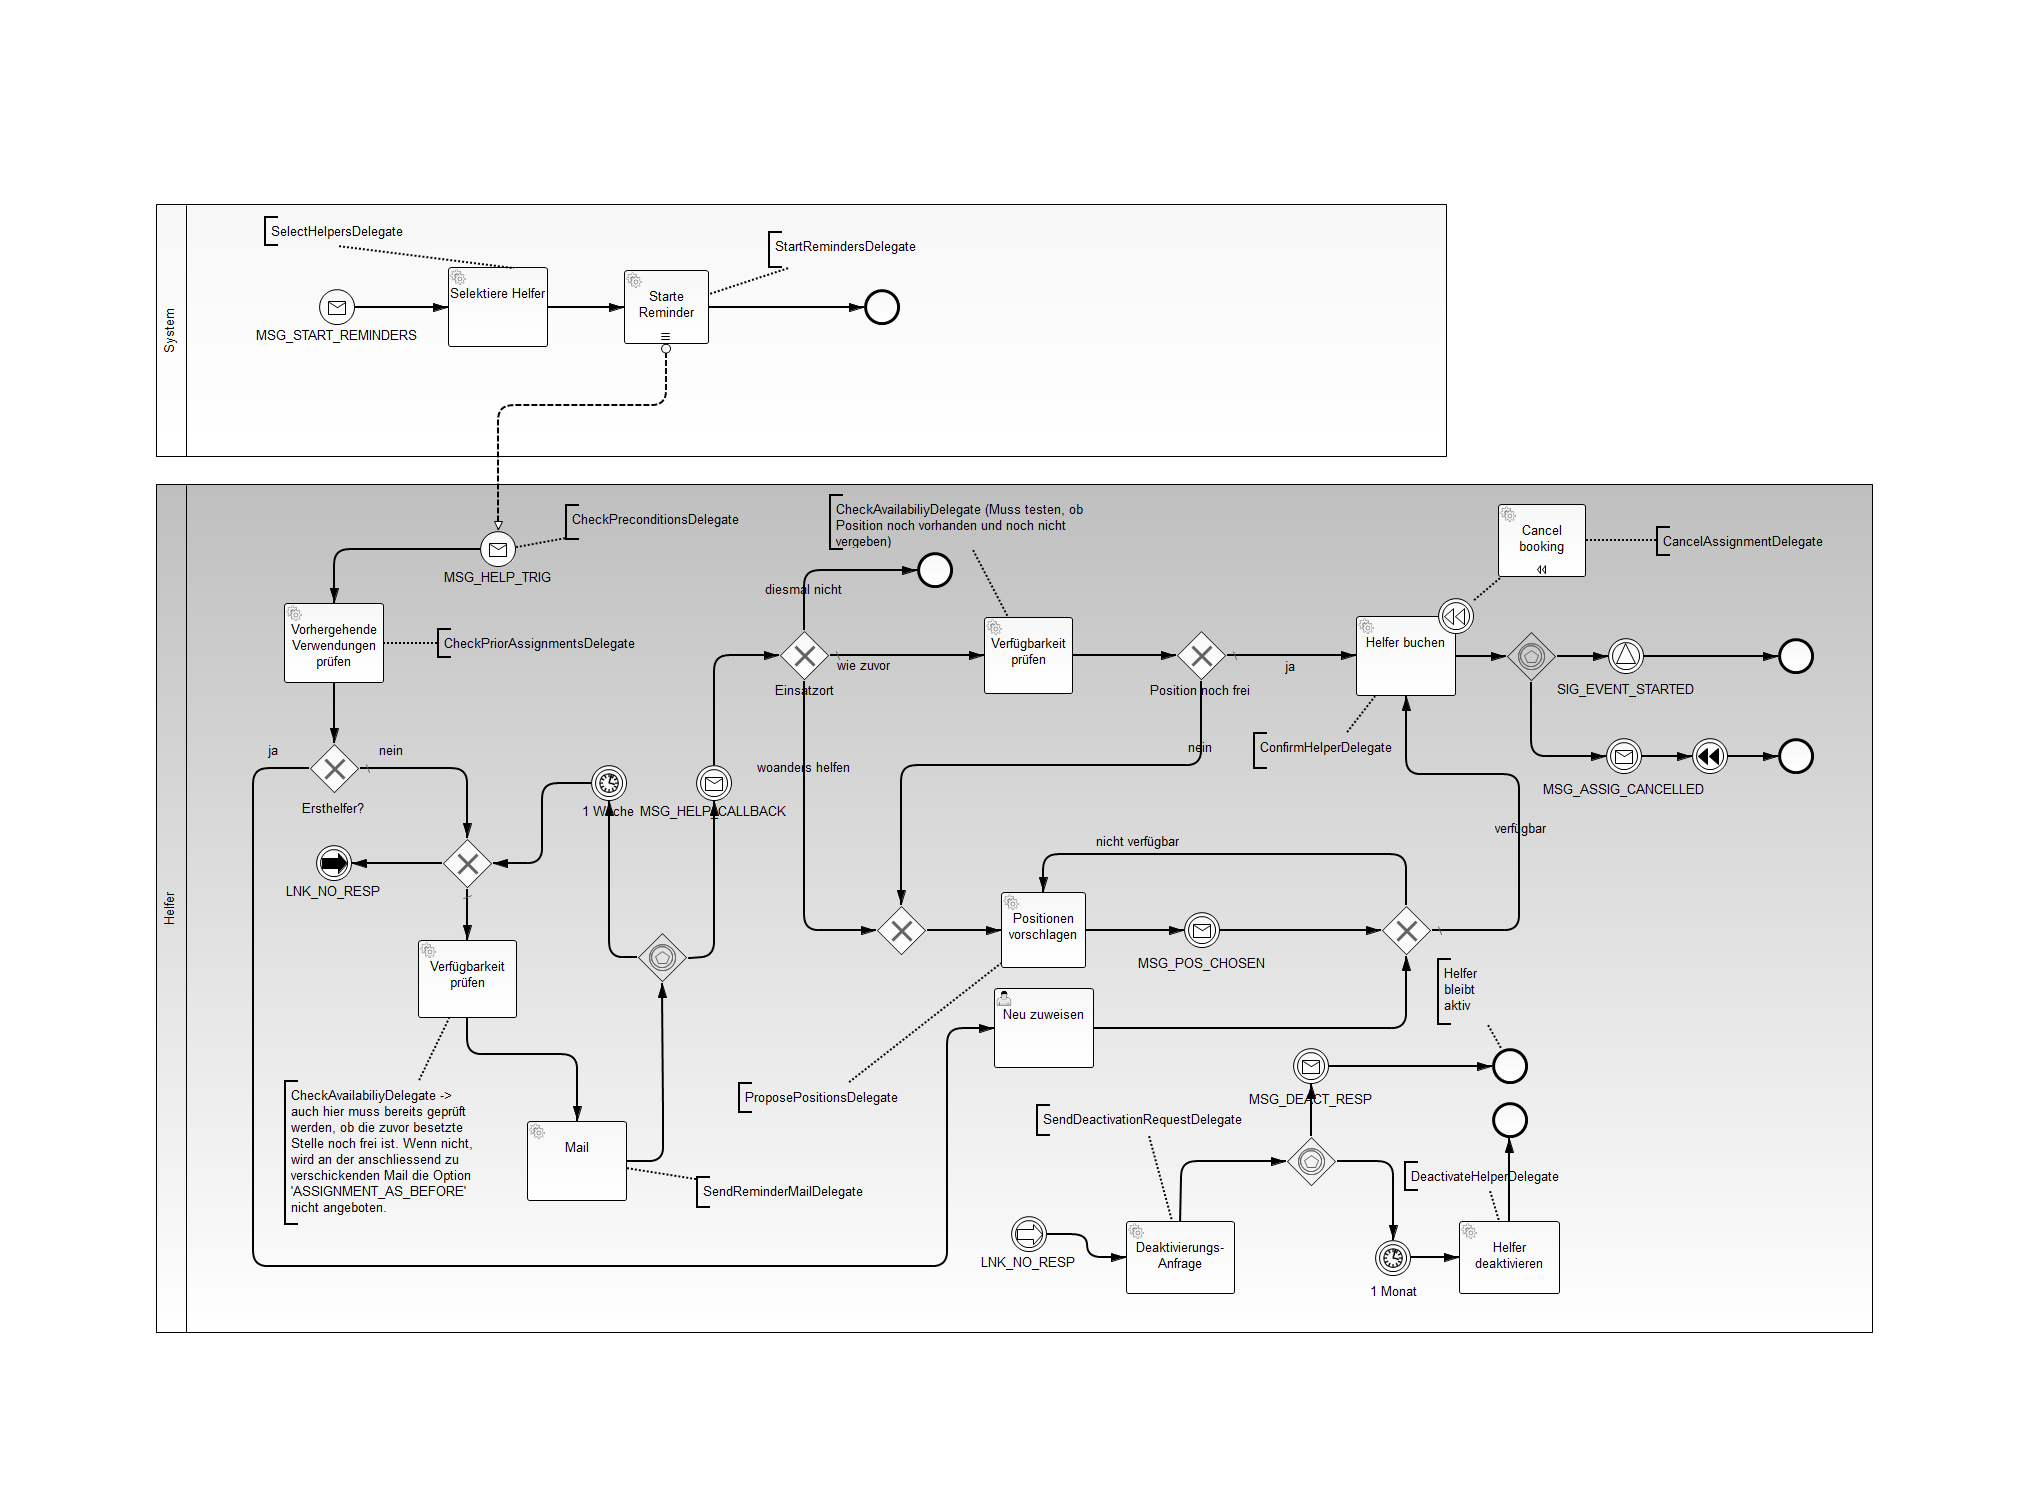 System
SelectHelpersDelegate
StartRemindersDelegate
Selektiere Helfer
Starte
Reminder
MSG_START_REMINDERS
Helfer
CheckPreconditionsDelegate
MSG_HELP_TRIG
CheckAvailabiliyDelegate (Muss testen, ob
Position noch vorhanden und noch nicht
vergeben)
Cancel
booking
CancelAssignmentDelegate
diesmal nicht
Vorhergehende
Verwendungen
prüfen
CheckPriorAssignmentsDelegate
Verfügbarkeit
prüfen
Helfer buchen
wie zuvor
ja
Einsatzort
Position noch frei
SIG_EVENT_STARTED
ja
nein
nein
ConfirmHelperDelegate
woanders helfen
Ersthelfer?
1 Woche
MSG_HELP_CALLBACK
MSG_ASSIG_CANCELLED
verfügbar
nicht verfügbar
LNK_NO_RESP
Positionen
vorschlagen
MSG_POS_CHOSEN
Verfügbarkeit
prüfen
Helfer
bleibt
aktiv
Neu zuweisen
CheckAvailabiliyDelegate ->
auch hier muss bereits geprüft
werden, ob die zuvor besetzte
Stelle noch frei ist. Wenn nicht,
wird an der anschliessend zu
verschickenden Mail die Option
'ASSIGNMENT_AS_BEFORE'
nicht angeboten.
ProposePositionsDelegate
MSG_DEACT_RESP
SendDeactivationRequestDelegate
Mail
SendReminderMailDelegate
DeactivateHelperDelegate
LNK_NO_RESP
Deaktivierungs-
Anfrage
1 Monat
Helfer
deaktivieren